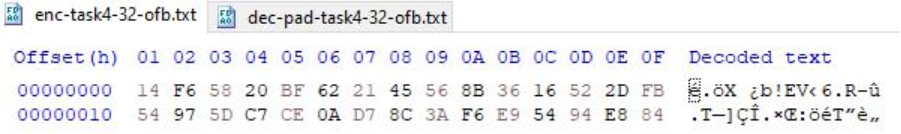 enc-task4-32-ofb.txt dec-pad-task4-32-ofb.txt
Offset(h) 01 02 03 04 05 06 07 08 09 0A 0B 0C 0D 0E 0F Decoded text
00000000 14 F6 58 20 BF 62 21 45 56 8B 36 16 52 2D FB é.öX ¿b!EV‹6.R-û
00000010 54 97 5D C7 CE 0A D7 8C 3A F6 E9 54 94 E8 84 .T—]ÇÎ.׌:öéT”è„